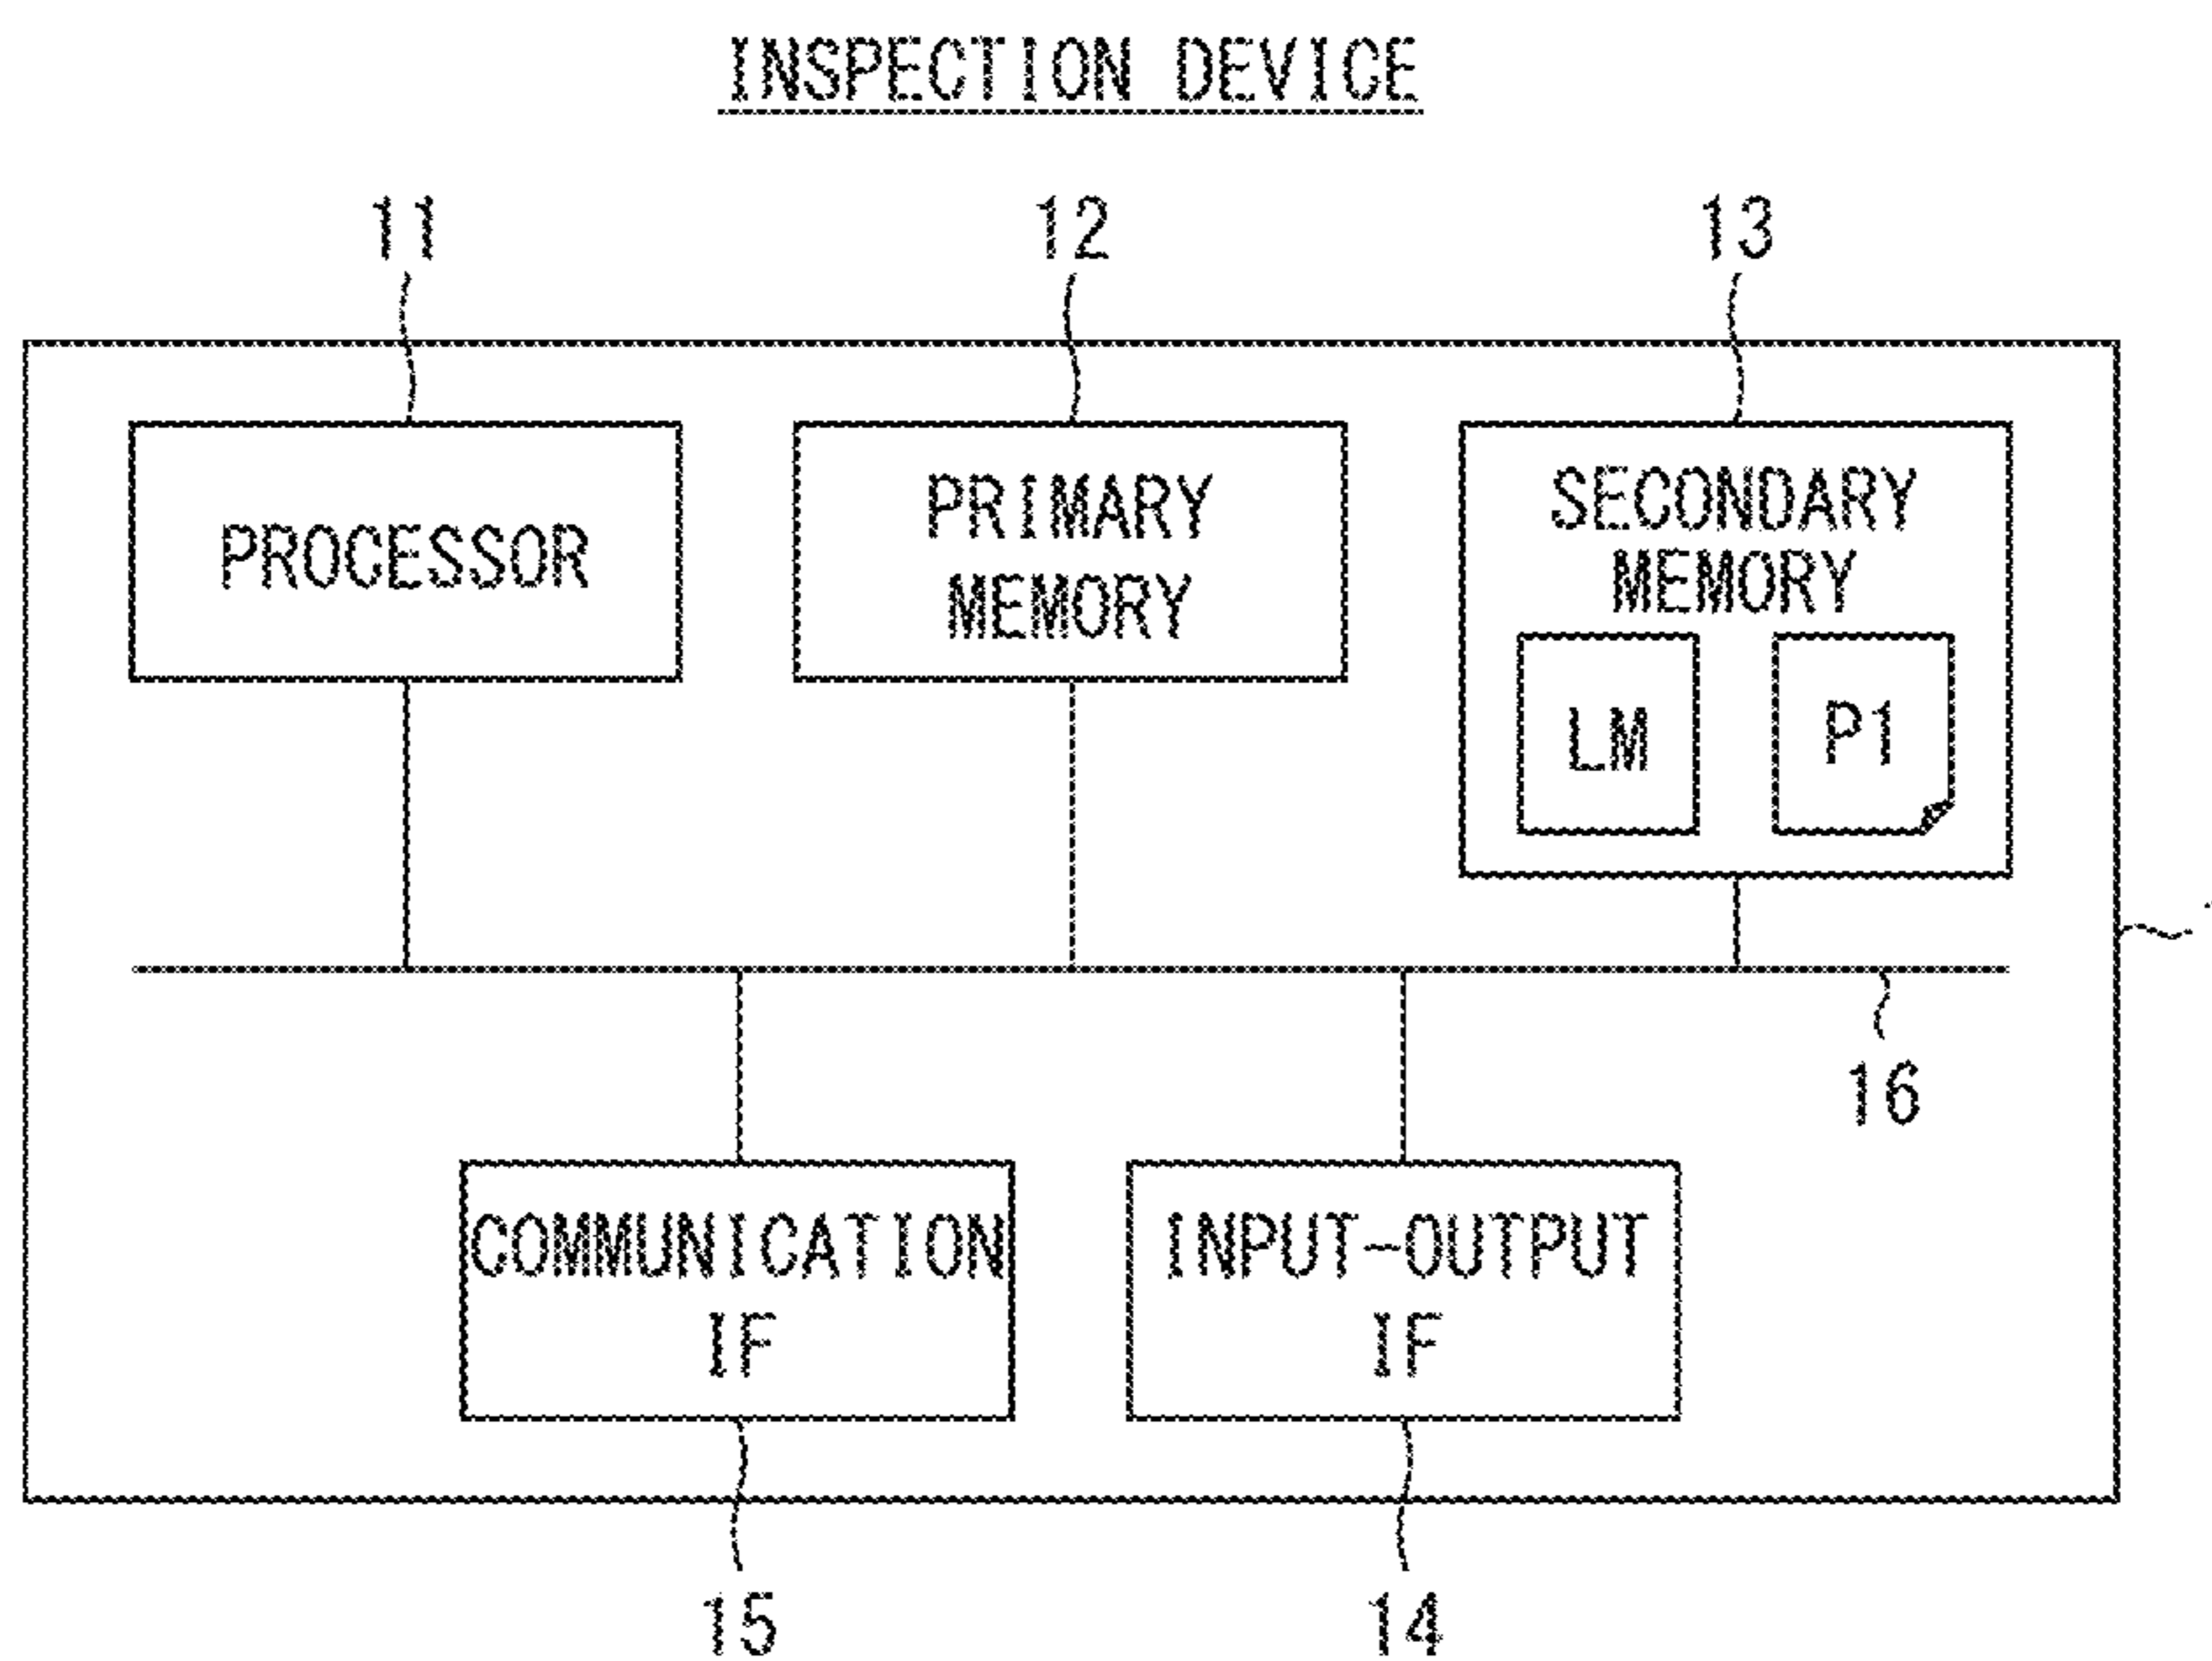 INSPECTION DEVICE
11
12
13
PROCESSOR
PRIMARY
MEMORY
SECONDARY
MEMORY
LM
P1
16
COMMUNICATION
IF
INPUT-OUTPUT
IF
15
14